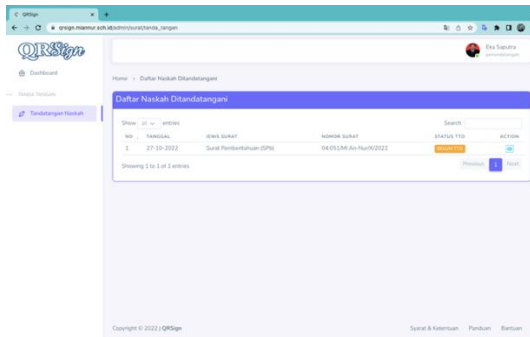 QRSign
qrsign.miannur.sch.id/admin/surat/tanda_tangan
QRSign
Eka Saputra
Dashboard
Home > Daftar Naskah Ditandatangani
TANDA TANGAN
Tandatangan Naskah
Daftar Naskah Ditandatangani
Show 10 entries
Search
NO TANGGAL JENIS SURAT NOMOR SURAT STATUS TTD ACTION
1 27-10-2022 Surat Pemberitahuan (SPb)
Showing 1 to 1 of 1 entries
Previous 1 Next
Copyright © 2022 | QRSign
Syarat & Ketentuan Panduan Bantuan